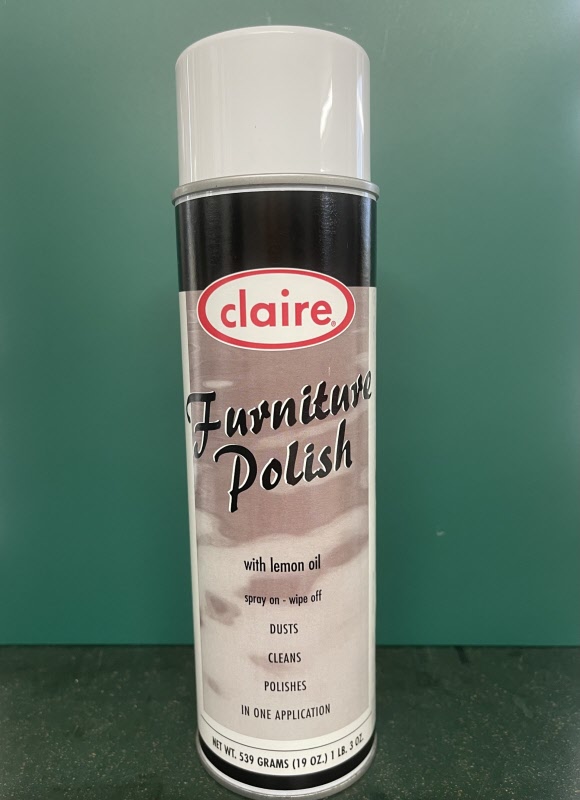 claire®
Furniture
Polish
with lemon oil
spray on - wipe off
DUSTS
CLEANS
POLISHES
IN ONE APPLICATION
NET WT. 539 GRAMS (19 OZ.) 1 LB. 3 OZ.